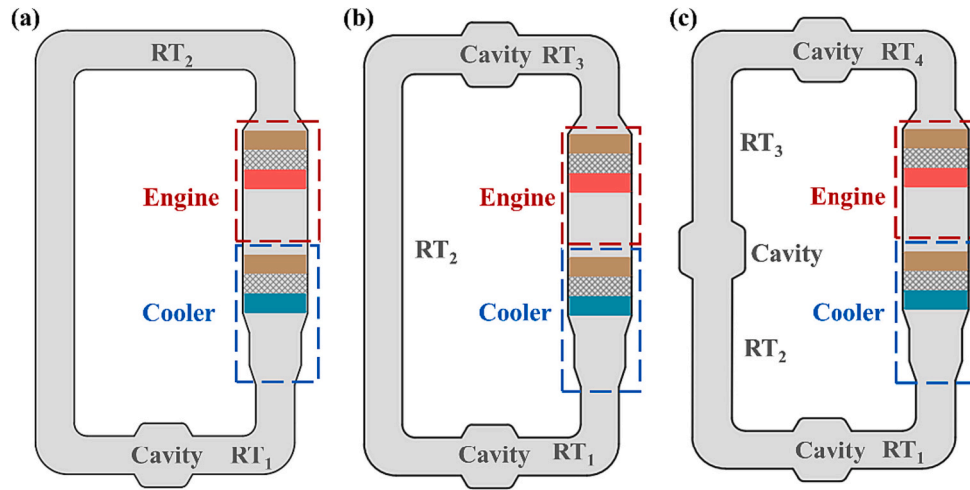 (a)
RT₂
Engine
Cooler
Cavity RT₁
(b)
Cavity RT₃
Engine
RT₂
Cooler
Cavity RT₁
(c)
Cavity RT₄
RT₃
Engine
Cavity
Cooler
RT₂
Cavity RT₁